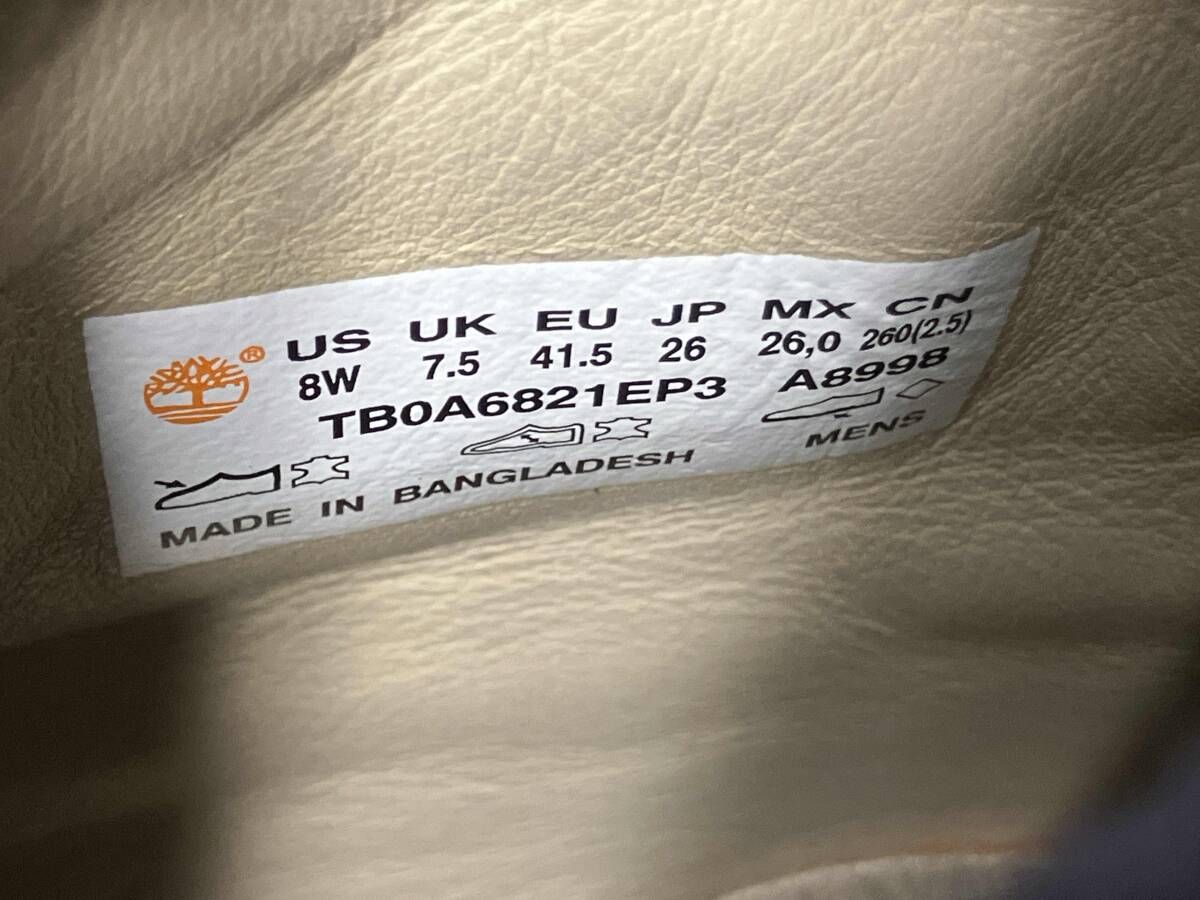 ® US UK EU JP MX CN
8W 7.5 41.5 26 26,0 260(2.5)
TB0A6821EP3 A8998
MADE IN BANGLADESH MENS